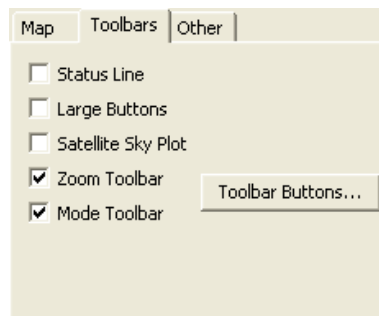 Map Toolbars Other
Status Line
Large Buttons
Satellite Sky Plot
Zoom Toolbar
Toolbar Buttons...
Mode Toolbar